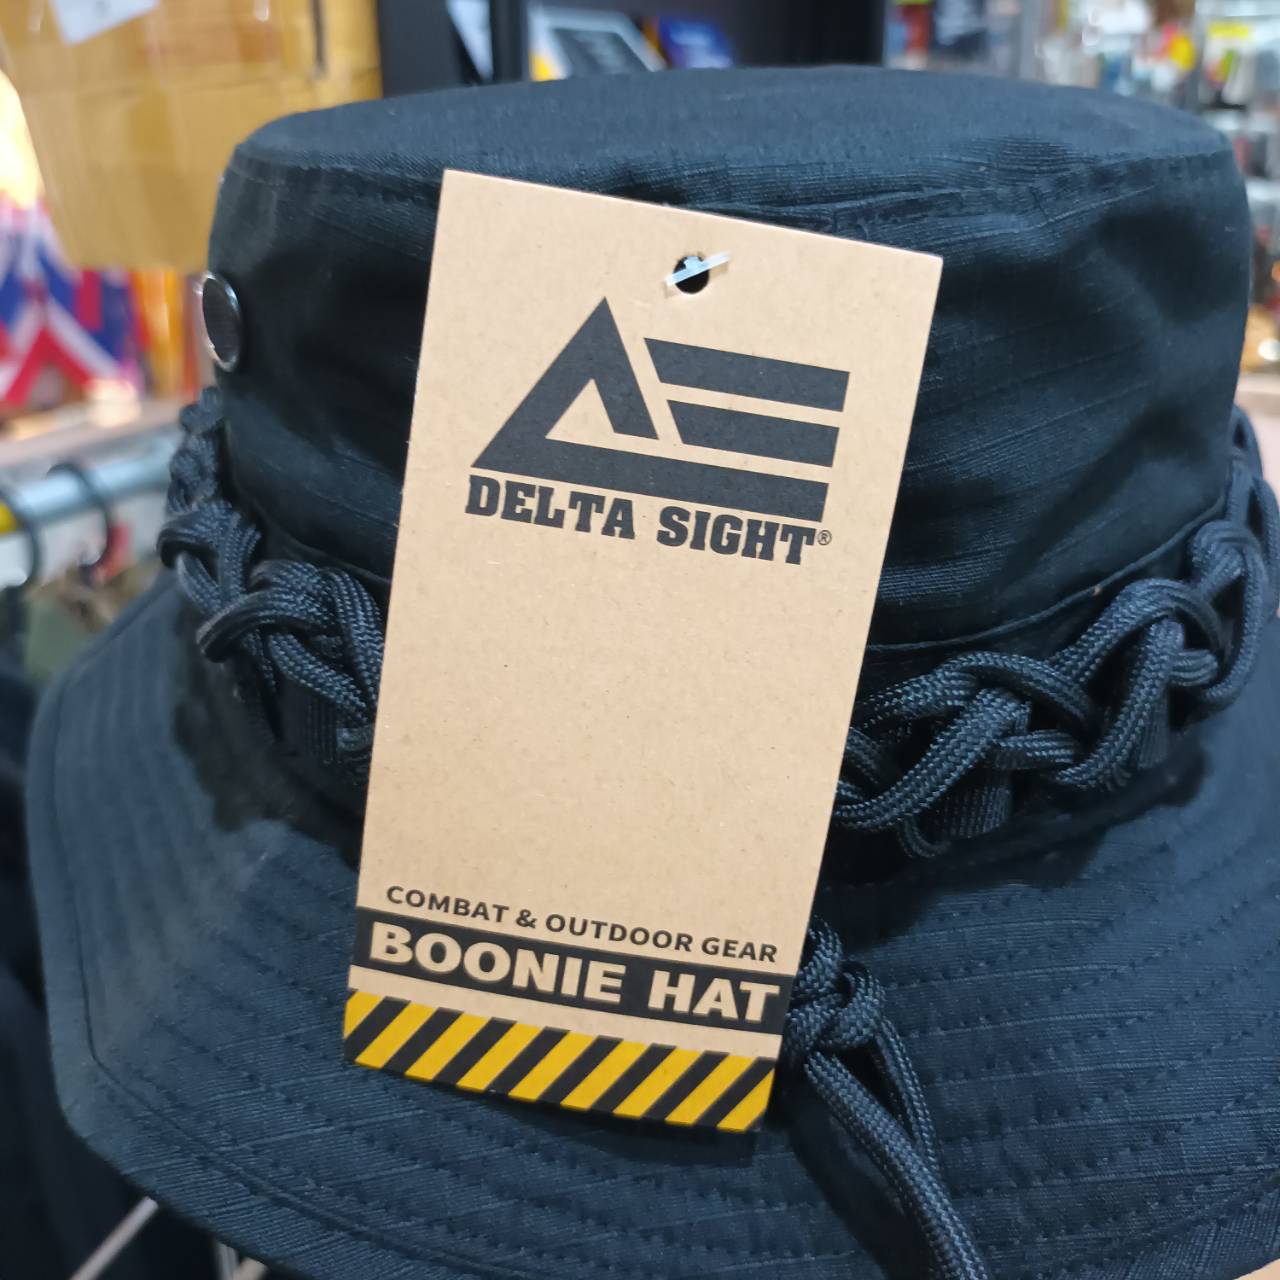 DELTA SIGHT®
COMBAT & OUTDOOR GEAR
BOONIE HAT